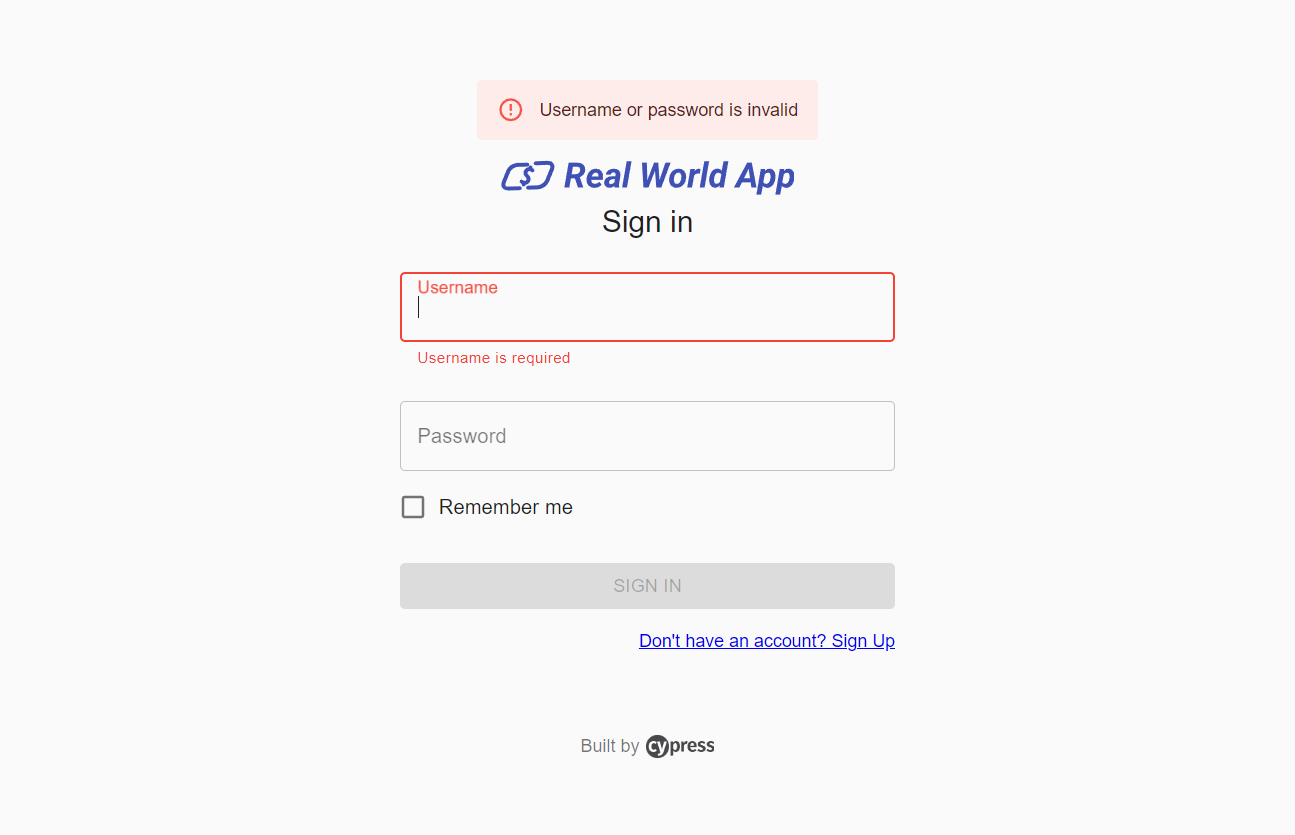 Username or password is invalid
Real World App
Sign in
Username
Username is required
Password
Remember me
SIGN IN
Don't have an account? Sign Up
Built by cypress